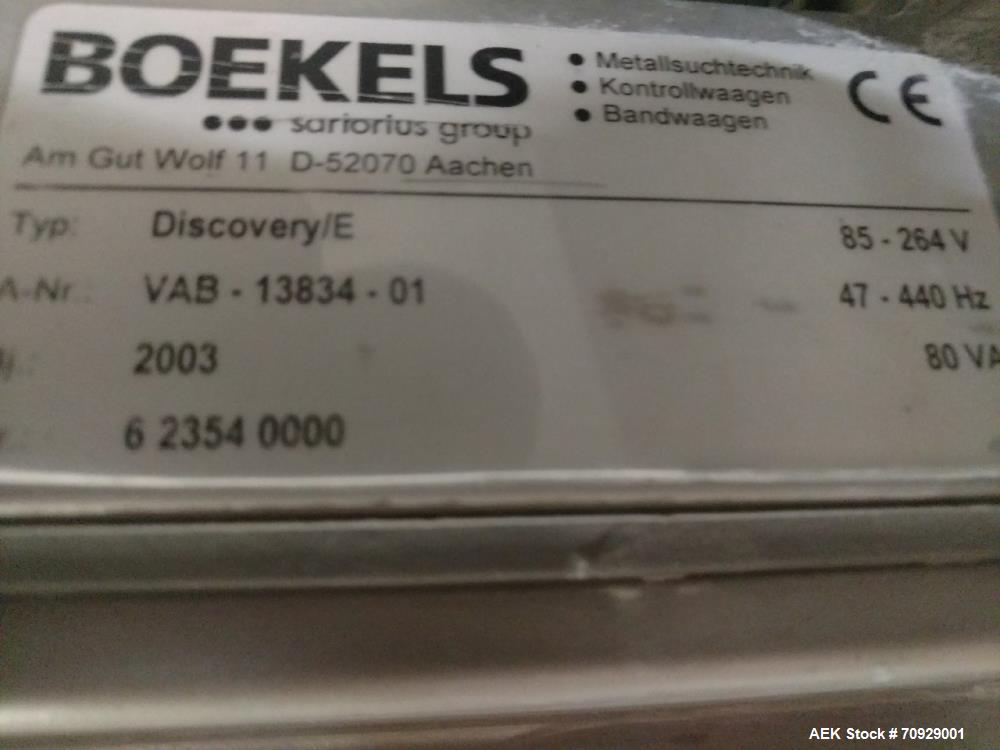 BOEKELS
sartorius group
Am Gut Wolf 11 D-52070 Aachen
• Metallsuchtechnik
• Kontrollwaagen
• Bandwaagen
CE
Typ: Discovery/E
85 - 264 V
A-Nr.: VAB - 13834 - 01
47 - 440 Hz
j.: 2003
80 VA
6 2354 0000
AEK Stock # 70929001